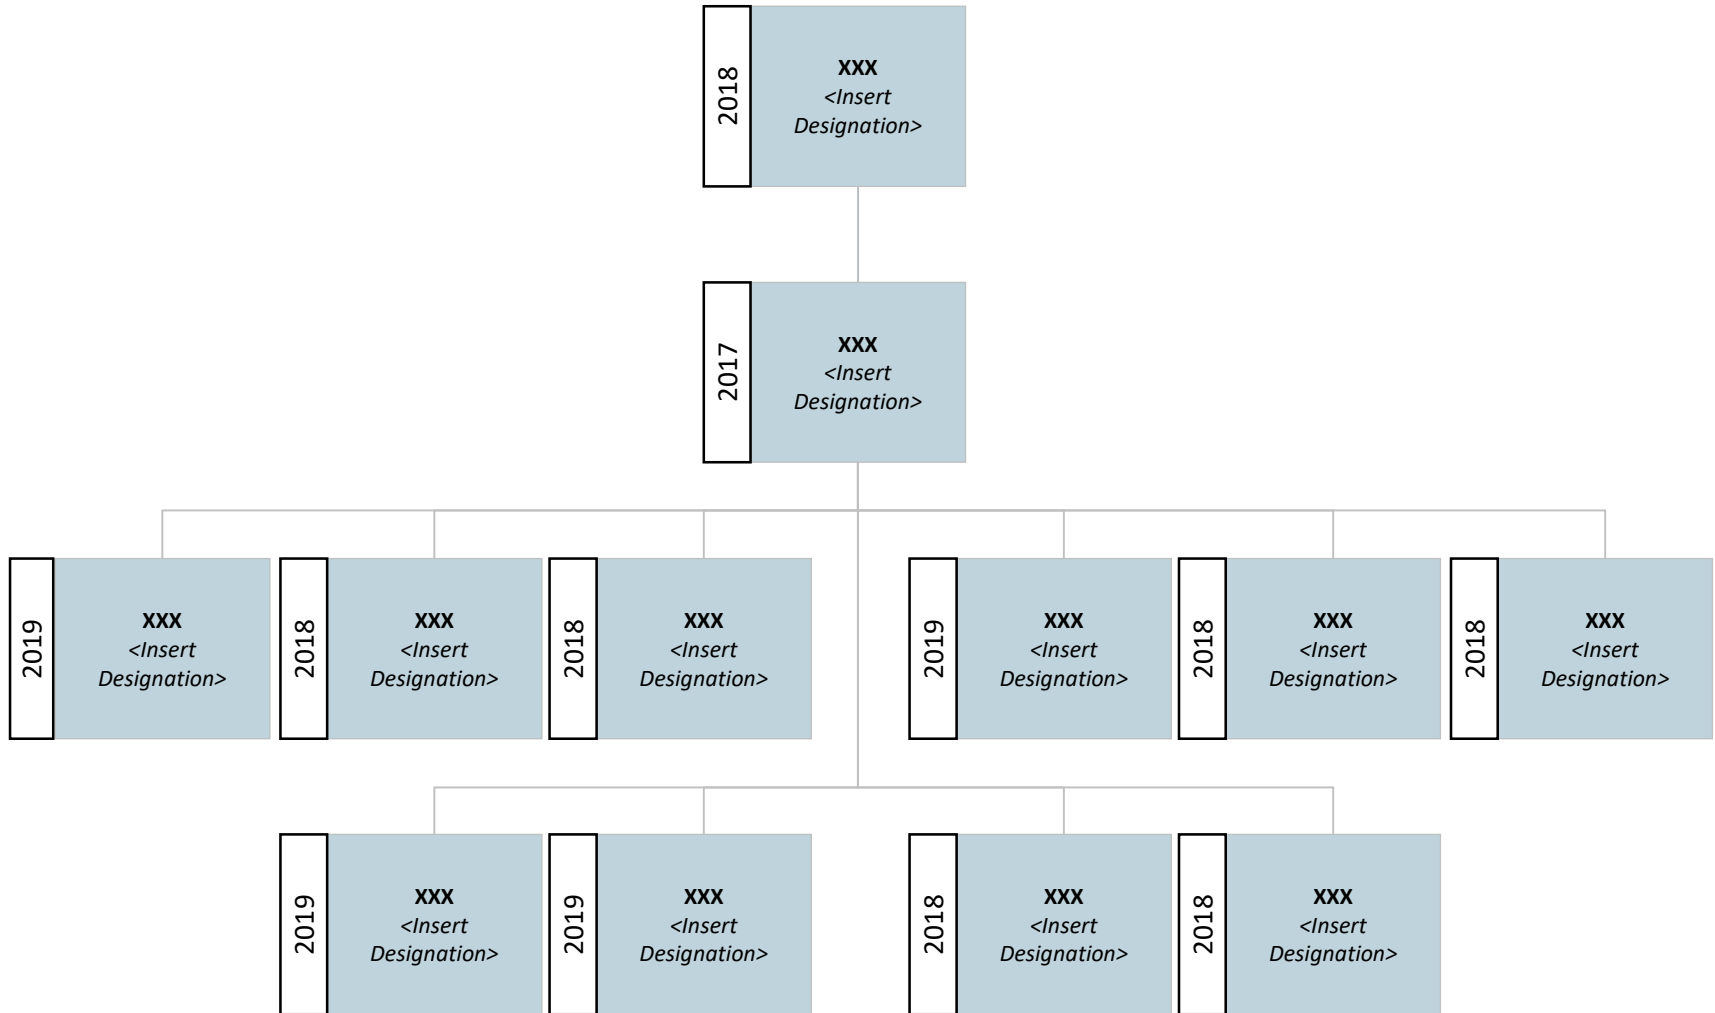 2018
XXX
<Insert
Designation>
2017
XXX
<Insert
Designation>
2019
XXX
<Insert
Designation>
2018
XXX
<Insert
Designation>
2018
XXX
<Insert
Designation>
2019
XXX
<Insert
Designation>
2018
XXX
<Insert
Designation>
2018
XXX
<Insert
Designation>
2019
XXX
<Insert
Designation>
2019
XXX
<Insert
Designation>
2018
XXX
<Insert
Designation>
2018
XXX
<Insert
Designation>